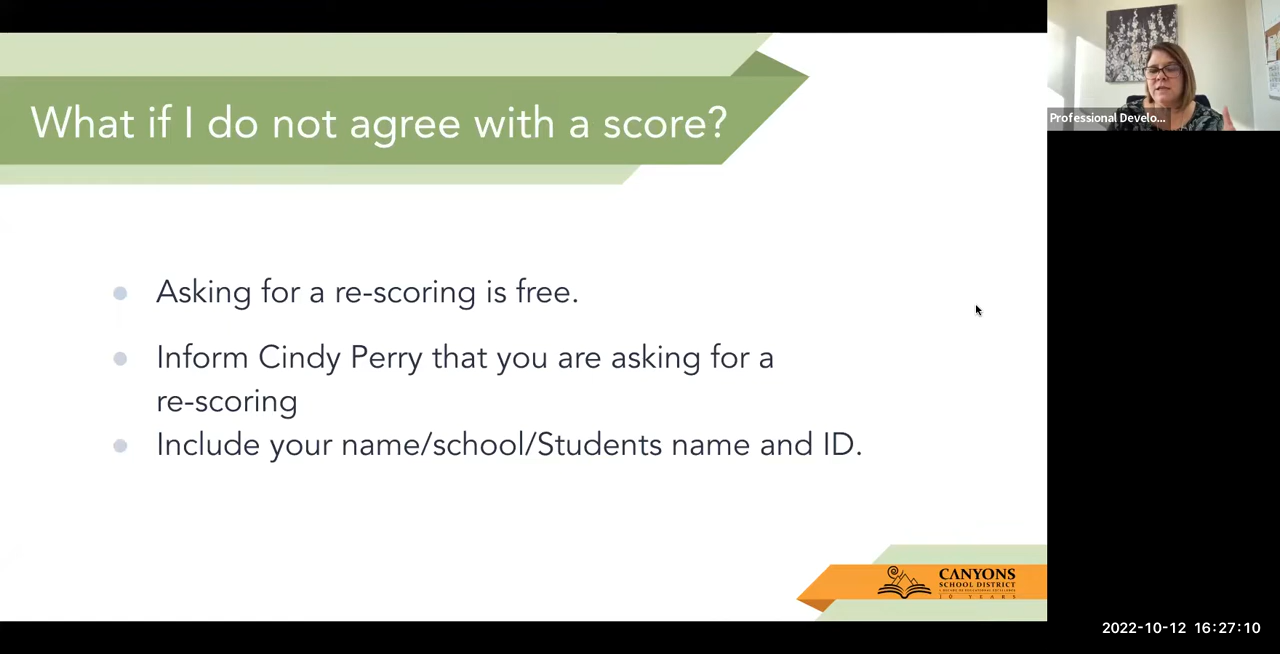 What if I do not agree with a score?
Professional Develo...
Asking for a re-scoring is free.
Inform Cindy Perry that you are asking for a
re-scoring
Include your name/school/Students name and ID.
CANYONS
SCHOOL DISTRICT
10 YEARS
2022-10-12 16:27:10